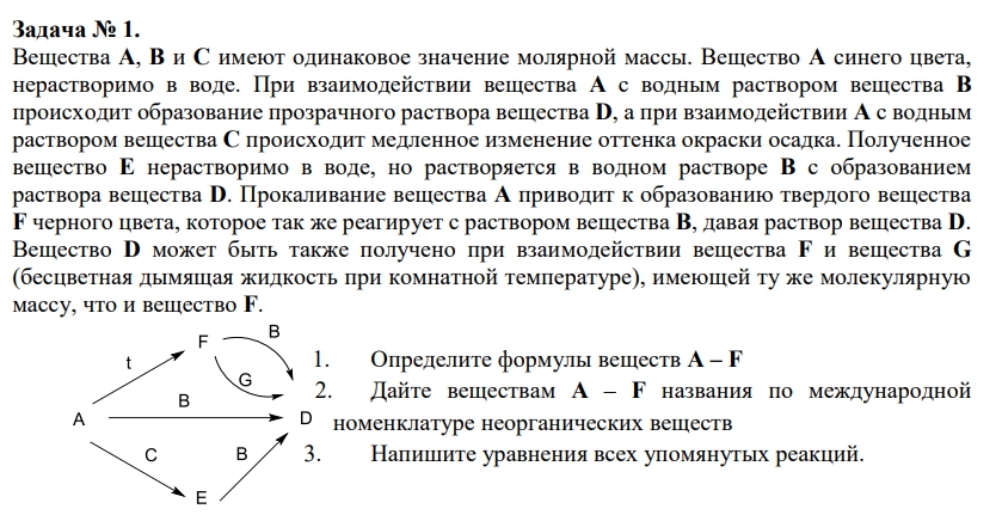 Задача № 1.
Вещества A, B и C имеют одинаковое значение молярной массы. Вещество A синего цвета,
нерастворимо в воде. При взаимодействии вещества A с водным раствором вещества B
происходит образование прозрачного раствора вещества D, а при взаимодействии A с водным
раствором вещества C происходит медленное изменение оттенка окраски осадка. Полученное
вещество E нерастворимо в воде, но растворяется в водном растворе B с образованием
раствора вещества D. Прокаливание вещества A приводит к образованию твердого вещества
F черного цвета, которое так же реагирует с раствором вещества B, давая раствор вещества D.
Вещество D может быть также получено при взаимодействии вещества F и вещества G
(бесцветная дымящая жидкость при комнатной температуре), имеющей ту же молекулярную
массу, что и вещество F.
F
B
t
G
B
A
D
C
B
E
1. Определите формулы веществ A – F
2. Дайте веществам A – F названия по международной
номенклатуре неорганических веществ
3. Напишите уравнения всех упомянутых реакций.